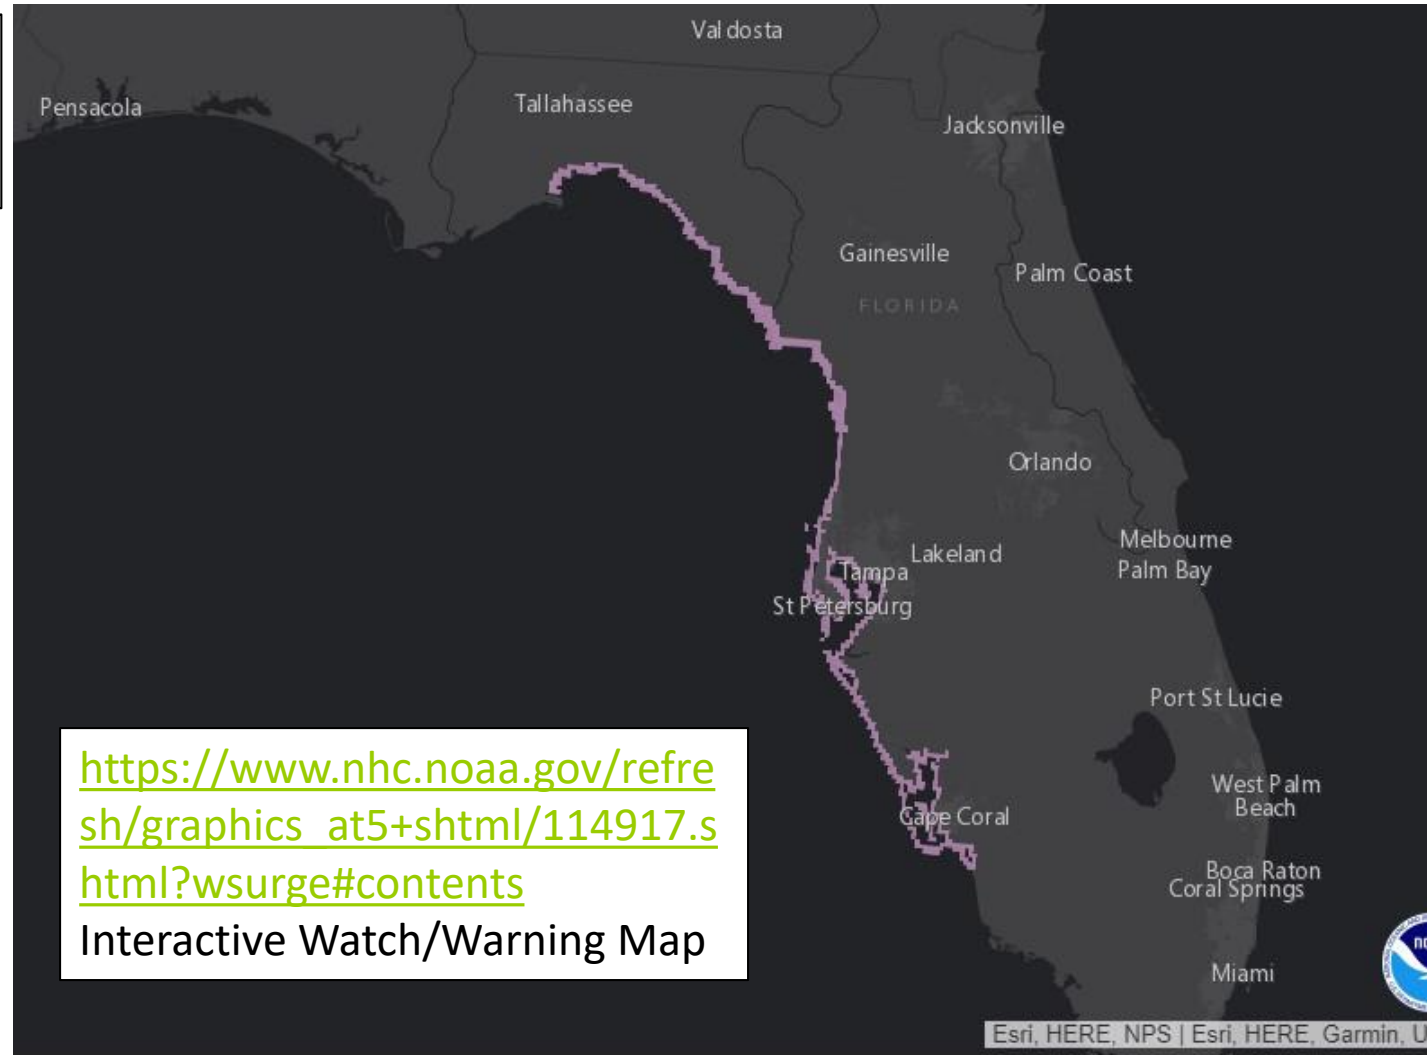 Valdosta
Pensacola
Tallahassee
Jacksonville
Gainesville
Palm Coast
FLORIDA
Orlando
Melbourne
Lakeland
Palm Bay
Tampa
St Petersburg
Port St Lucie
https://www.nhc.noaa.gov/refre
sh/graphics_at5+shtml/114917.s
html?wsurge#contents
Interactive Watch/Warning Map
West Palm
Beach
Cape Coral
Boca Raton
Coral Springs
Miami
Esri, HERE, NPS | Esri, HERE, Garmin, U